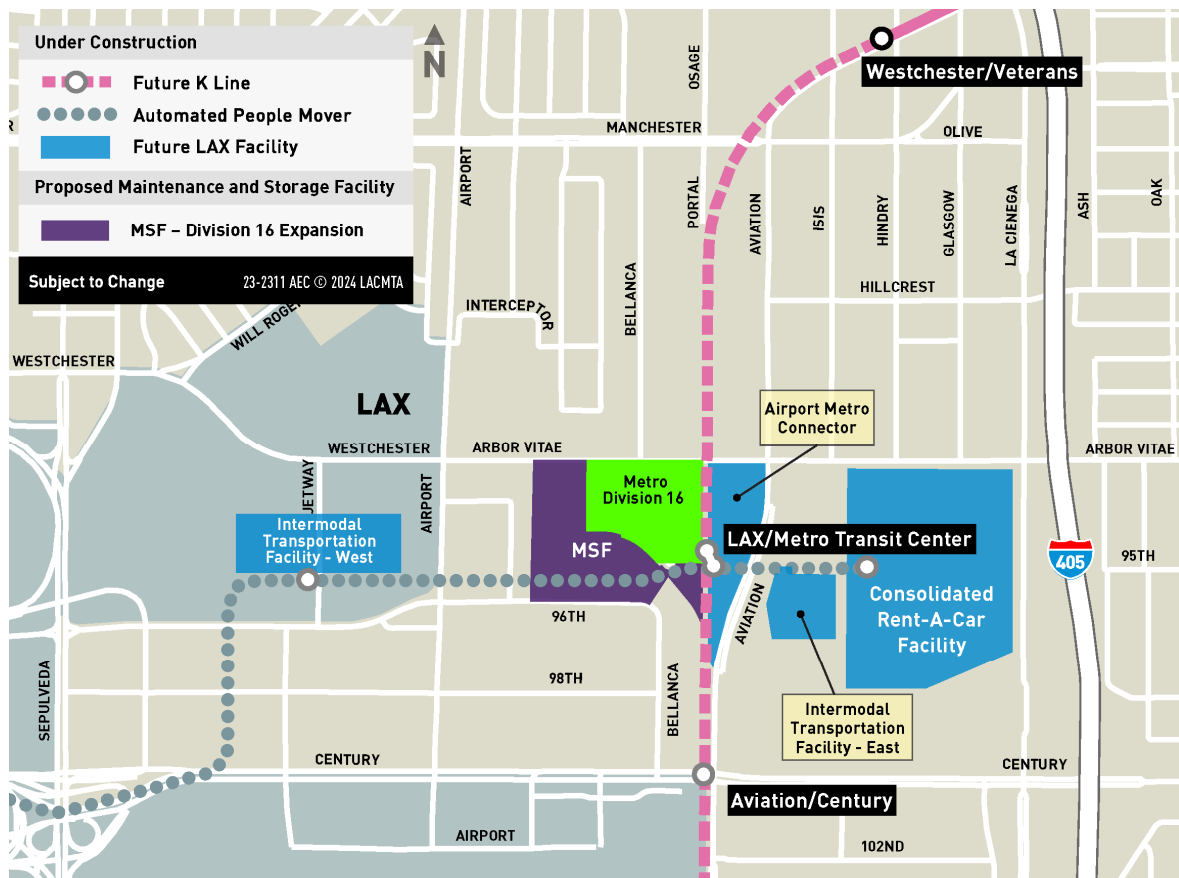 Under Construction
Future K Line
Automated People Mover
Future LAX Facility
Proposed Maintenance and Storage Facility
MSF – Division 16 Expansion
Subject to Change
23-2311 AEC © 2024 LACMTA
N
OSAGE
Westchester/Veterans
MANCHESTER
OLIVE
R
AIRPORT
PORTAL
AVIATION
ISIS
HINDRY
GLASGOW
LA CIENEGA
ASH
OAK
BELLANCA
HILLCREST
INTERCEPTOR
WILL ROGER
WESTCHESTER
LAX
Airport Metro
Connector
WESTCHESTER
ARBOR VITAE
ARBOR VITAE
JETWAY
AIRPORT
Metro
Division 16
Intermodal
Transportation
Facility - West
MSF
LAX/Metro Transit Center
95TH
405
Consolidated
Rent-A-Car
Facility
AVIATION
96TH
98TH
SEPULVEDA
BELLANCA
Intermodal
Transportation
Facility - East
CENTURY
CENTURY
Aviation/Century
AIRPORT
102ND